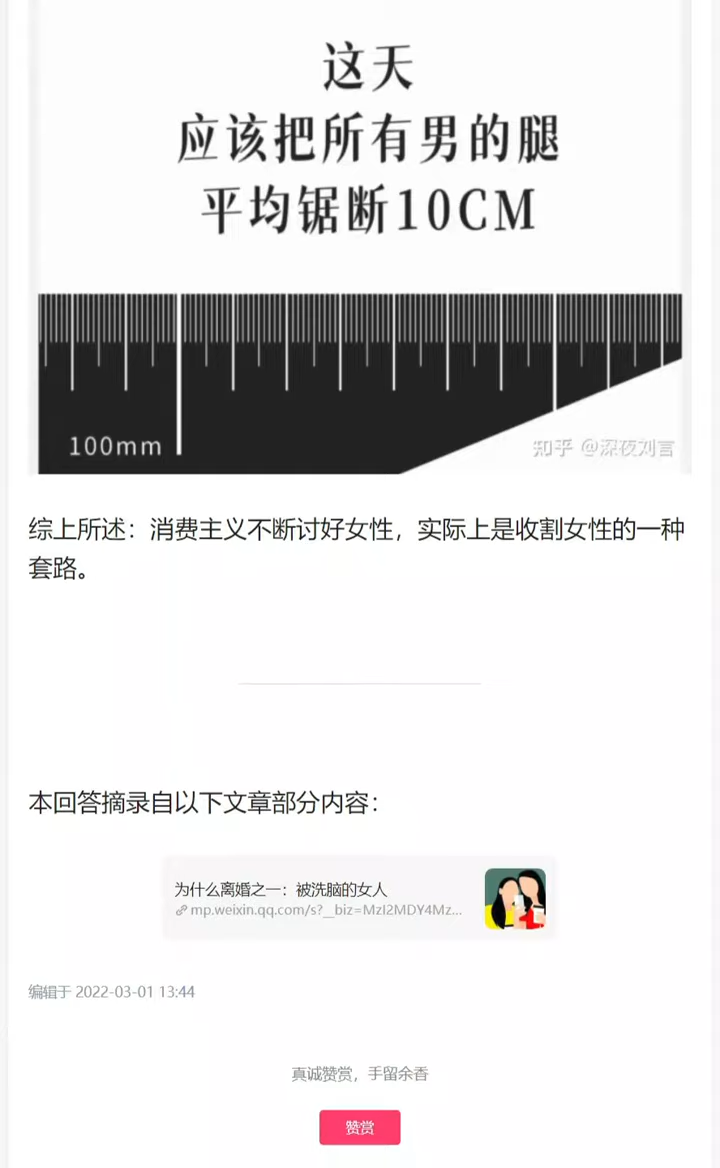 这天
应该把所有男的腿
平均锯断10CM
100mm
知乎 @深夜刘言
综上所述：消费主义不断讨好女性，实际上是收割女性的一种
套路。
本回答摘录自以下文章部分内容：
为什么离婚之一：被洗脑的女人
mp.weixin.qq.com/s?__biz=MzI2MDY4Mz...
编辑于 2022-03-01 13:44
真诚赞赏，手留余香
赞赏